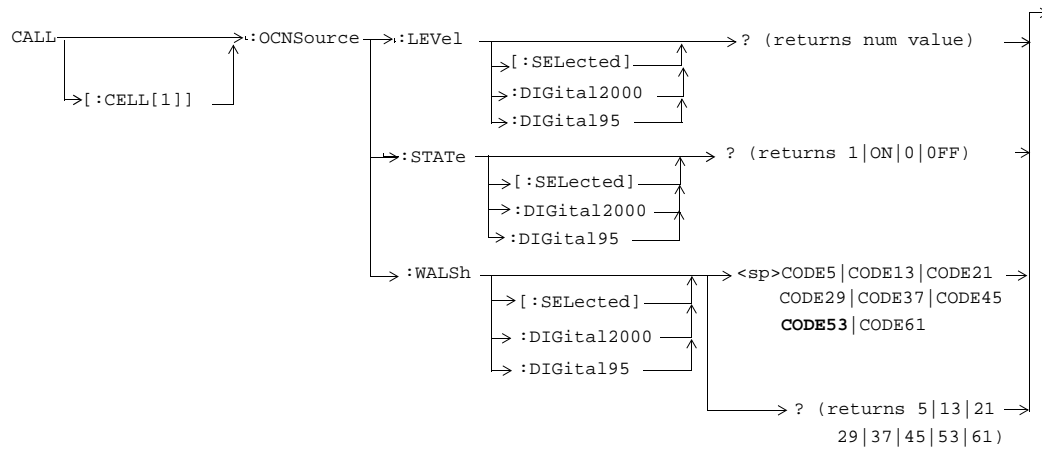 CALL
:OCNSource
:LEVel
? (returns num value)
[:SELected]
[:CELL[1]]
:DIGital2000
:DIGital95
:STATe
? (returns 1|ON|0|0FF)
[:SELected]
:DIGital2000
:DIGital95
:WALSh
<sp>CODE5|CODE13|CODE21
[:SELected]
CODE29|CODE37|CODE45
CODE53|CODE61
:DIGital2000
:DIGital95
? (returns 5|13|21
29|37|45|53|61)